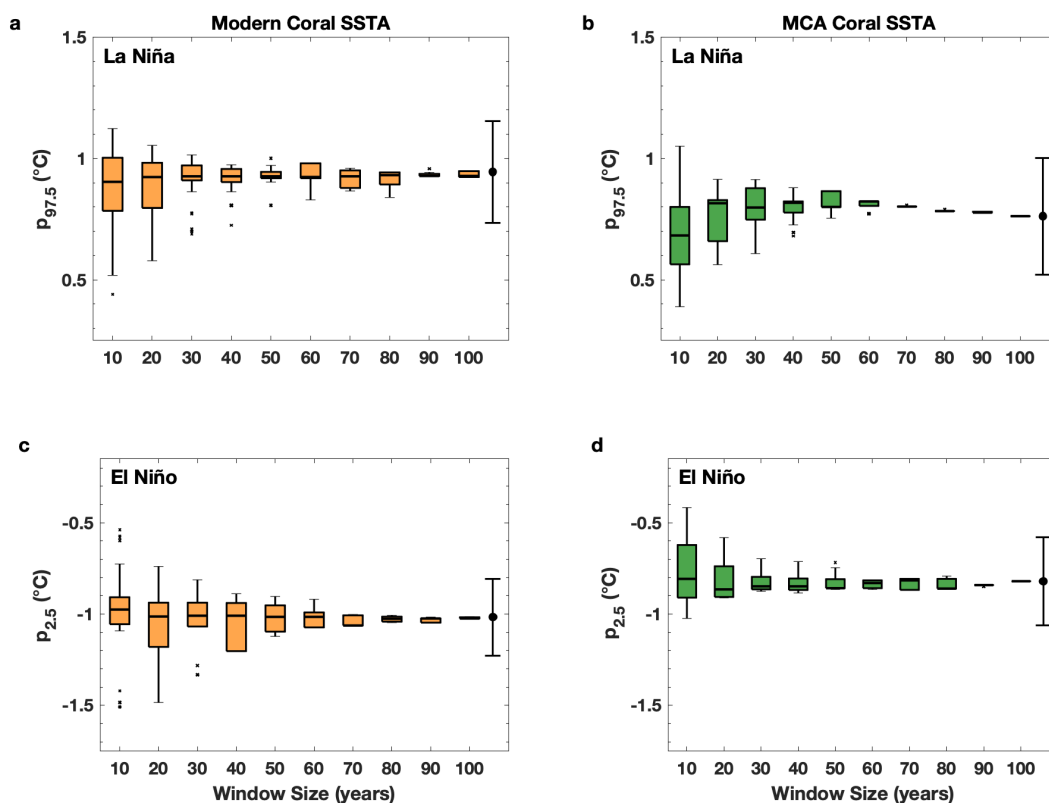 a
Modern Coral SSTA
La Niña
p97.5 (°C)
1.5
1
0.5
10 20 30 40 50 60 70 80 90 100
b
MCA Coral SSTA
La Niña
p97.5 (°C)
1.5
1
0.5
10 20 30 40 50 60 70 80 90 100
c
El Niño
p2.5 (°C)
-0.5
-1
-1.5
10 20 30 40 50 60 70 80 90 100
Window Size (years)
d
El Niño
p2.5 (°C)
-0.5
-1
-1.5
10 20 30 40 50 60 70 80 90 100
Window Size (years)